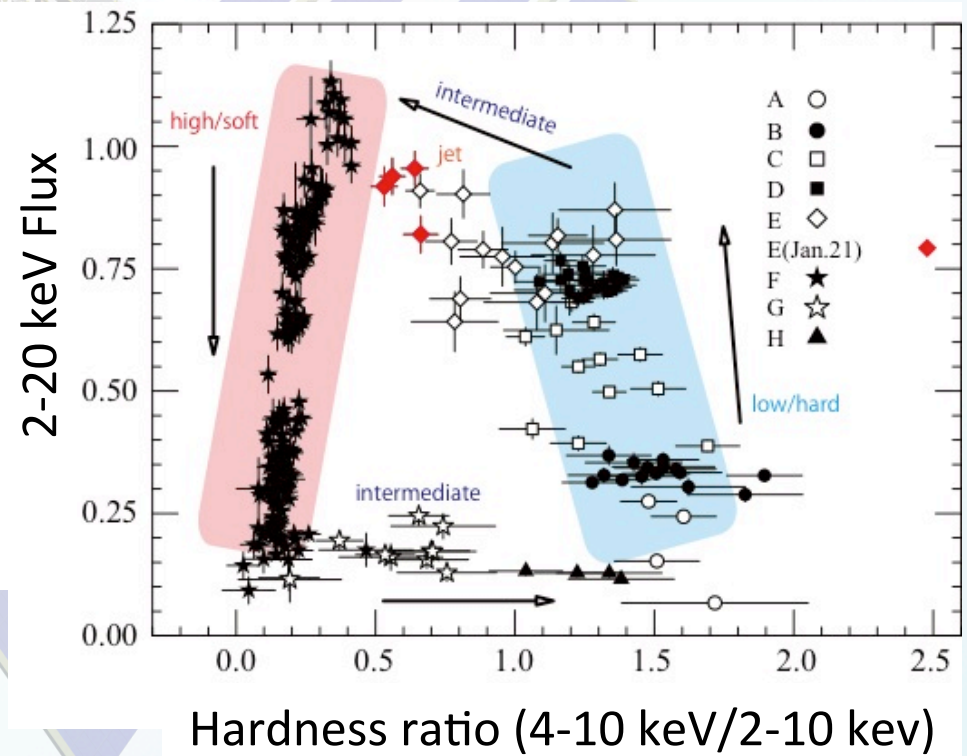 1.25
1.00
0.75
0.50
0.25
0.00
2-20 keV Flux
high/soft
intermediate
jet
A
B
C
D
E
E(Jan.21)
F
G
H
low/hard
intermediate
0.0 0.5 1.0 1.5 2.0 2.5
Hardness ratio (4-10 keV/2-10 kev)